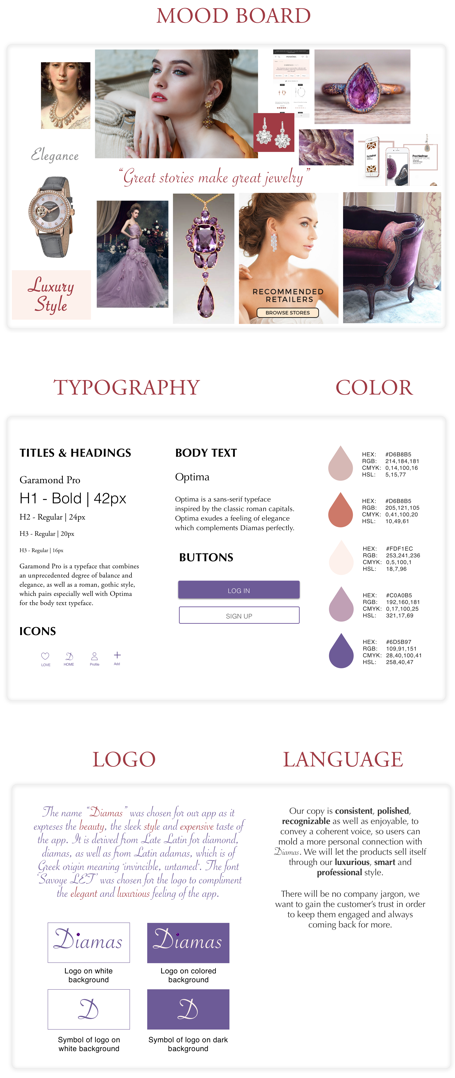 MOOD BOARD
Elegance
“Great stories make great jewelry”
Luxury
Style
RECOMMENDED
RETAILERS
BROWSE STORES
TYPOGRAPHY
COLOR
TITLES & HEADINGS
Garamond Pro
H1 - Bold | 42px
H2 - Regular | 24px
H3 - Regular | 20px
H3 - Regular | 16px
Garamond Pro is a typeface that combines
an unprecedented degree of balance and
elegance, as well as a roman, gothic style,
which pairs especially well with Optima
for the body text typeface.
ICONS
LOVE
HOME
Profile
Add
BODY TEXT
Optima
Optima is a sans-serif typeface
inspired by the classic roman capitals.
Optima exudes a feeling of elegance
which complements Diamas perfectly.
BUTTONS
LOG IN
SIGN UP
HEX: #D6B8B5
RGB: 214,184,181
CMYK: 0,14,100,16
HSL: 5,15,77
HEX: #D6B8B5
RGB: 205,121,105
CMYK: 0,41,100,20
HSL: 10,49,61
HEX: #FDF1EC
RGB: 253,241,236
CMYK: 0,5,100,1
HSL: 18,7,96
HEX: #C0A0B5
RGB: 192,160,181
CMYK: 0,17,100,25
HSL: 321,17,69
HEX: #6D5B97
RGB: 109,91,151
CMYK: 28,40,100,41
HSL: 258,40,47
LOGO
LANGUAGE
The name “Diamas” was chosen for our app as it
expreses the beauty, the sleek style and expensive taste of
the app. It is derived from Late Latin for diamond,
diamas, as well as from Latin adamas, which is of
Greek origin meaning 'invincible, untamed'. The font
'Savoye LET' was chosen for the logo to compliment
the elegant and luxurious feeling of the app.
Diamas
Logo on white
background
Diamas
Logo on colored
background
D
Symbol of logo on
white background
D
Symbol of logo on dark
background
Our copy is consistent, polished,
recognizable as well as enjoyable, to
convey a coherent voice, so users can
mold a more personal connection with
Diamas. We will let the products sell itself
through our luxurious, smart and
professional style.
There will be no company jargon, we
want to gain the customer's trust in order
to keep them engaged and always
coming back for more.